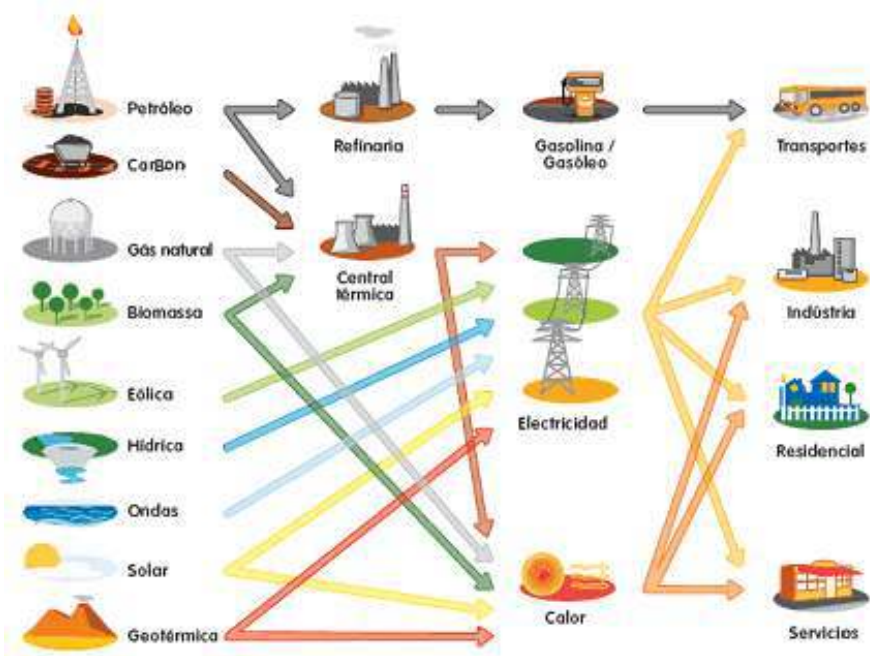 Petróleo
CarBon
Gás natural
Biomassa
Eólica
Hídrica
Ondas
Solar
Geotérmica
Refinaria
Central
térmica
Gasolina /
Gasóleo
Electricidad
Calor
Transportes
Indústria
Residencial
Servicios